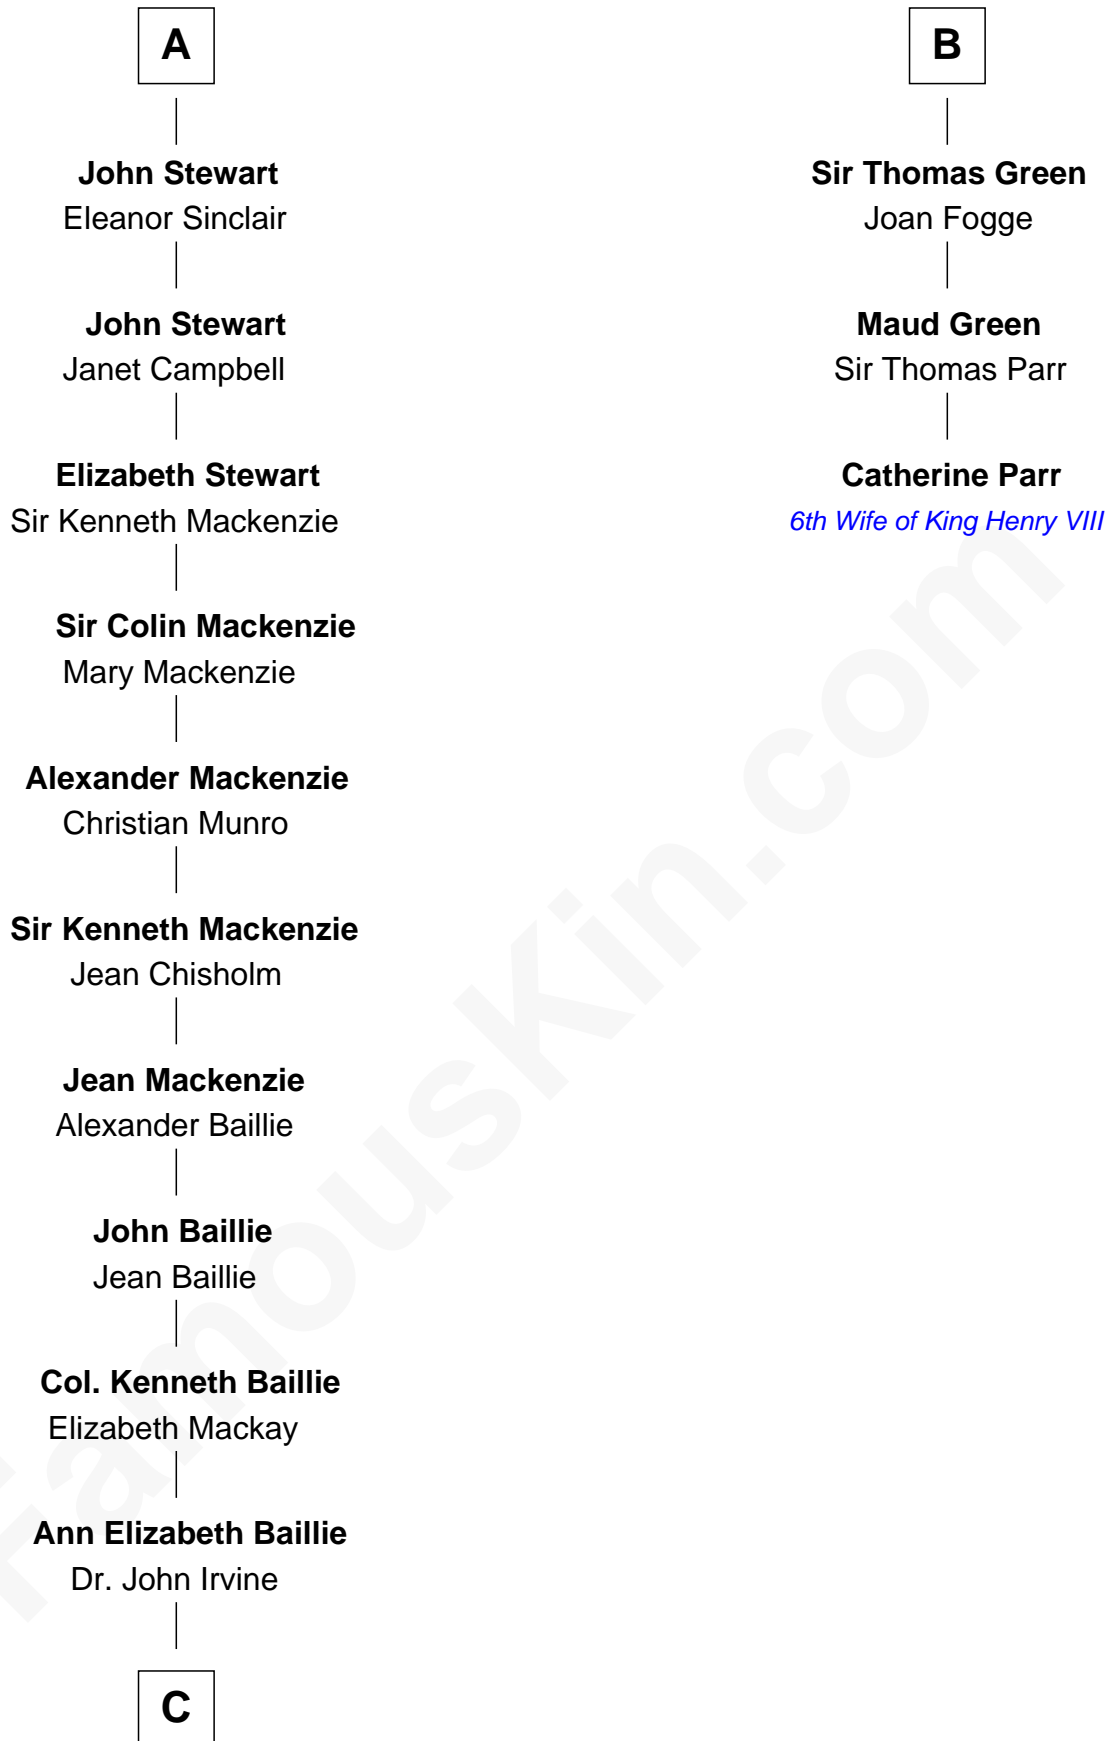 A
John Stewart
Eleanor Sinclair
John Stewart
Janet Campbell
Elizabeth Stewart
Sir Kenneth Mackenzie
Sir Colin Mackenzie
Mary Mackenzie
Alexander Mackenzie
Christian Munro
Sir Kenneth Mackenzie
Jean Chisholm
Jean Mackenzie
Alexander Baillie
John Baillie
Jean Baillie
Col. Kenneth Baillie
Elizabeth Mackay
Ann Elizabeth Baillie
Dr. John Irvine
C
B
Sir Thomas Green
Joan Fogge
Maud Green
Sir Thomas Parr
Catherine Parr
6th Wife of King Henry VIII
FamousKin.com